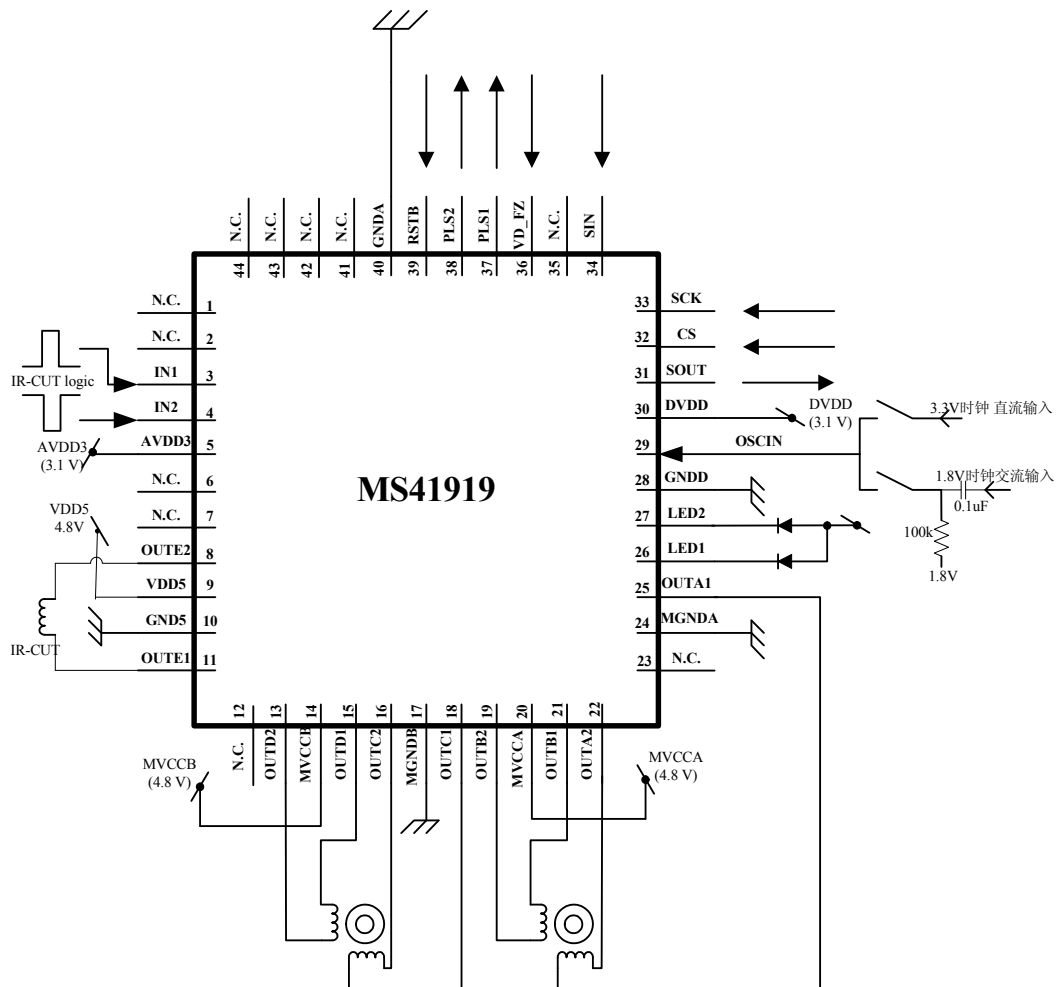 N.C.
N.C.
N.C.
N.C.
GNDA
RSTB
PLS2
PLS1
VD_FZ
N.C.
SIN
44
43
42
41
40
39
38
37
36
35
34
N.C. 1
N.C. 2
IN1 3
IN2 4
AVDD3 5
N.C. 6
N.C. 7
OUTE2 8
VDD5 9
GND5 10
OUTE1 11
IR-CUT logic
AVDD3
(3.1 V)
VDD5
4.8V
IR-CUT
MS41919
33 SCK
32 CS
31 SOUT
30 DVDD
29 OSCIN
28 GNDD
27 LED2
26 LED1
25 OUTA1
24 MGNDA
23 N.C.
DVDD
(3.1 V)
3.3V时钟 直流输入
1.8V时钟交流输入
0.1uF
100k
1.8V
12
13
14
15
16
17
18
19
20
21
22
N.C.
OUTD2
MVCCB
OUTD1
OUTC2
MGNDB
OUTC1
OUTB2
MVCCA
OUTB1
OUTA2
MVCCB
(4.8 V)
MVCCA
(4.8 V)